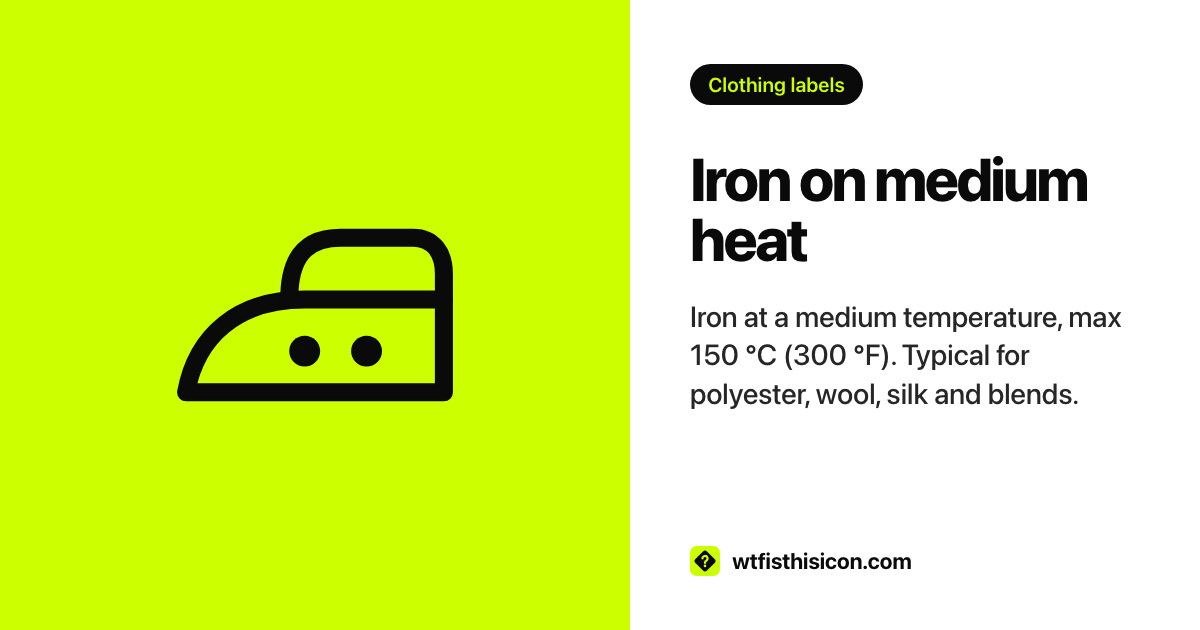 Clothing labels
Iron on medium
heat
Iron at a medium temperature, max
150 °C (300 °F). Typical for
polyester, wool, silk and blends.
?
wtfisthisicon.com